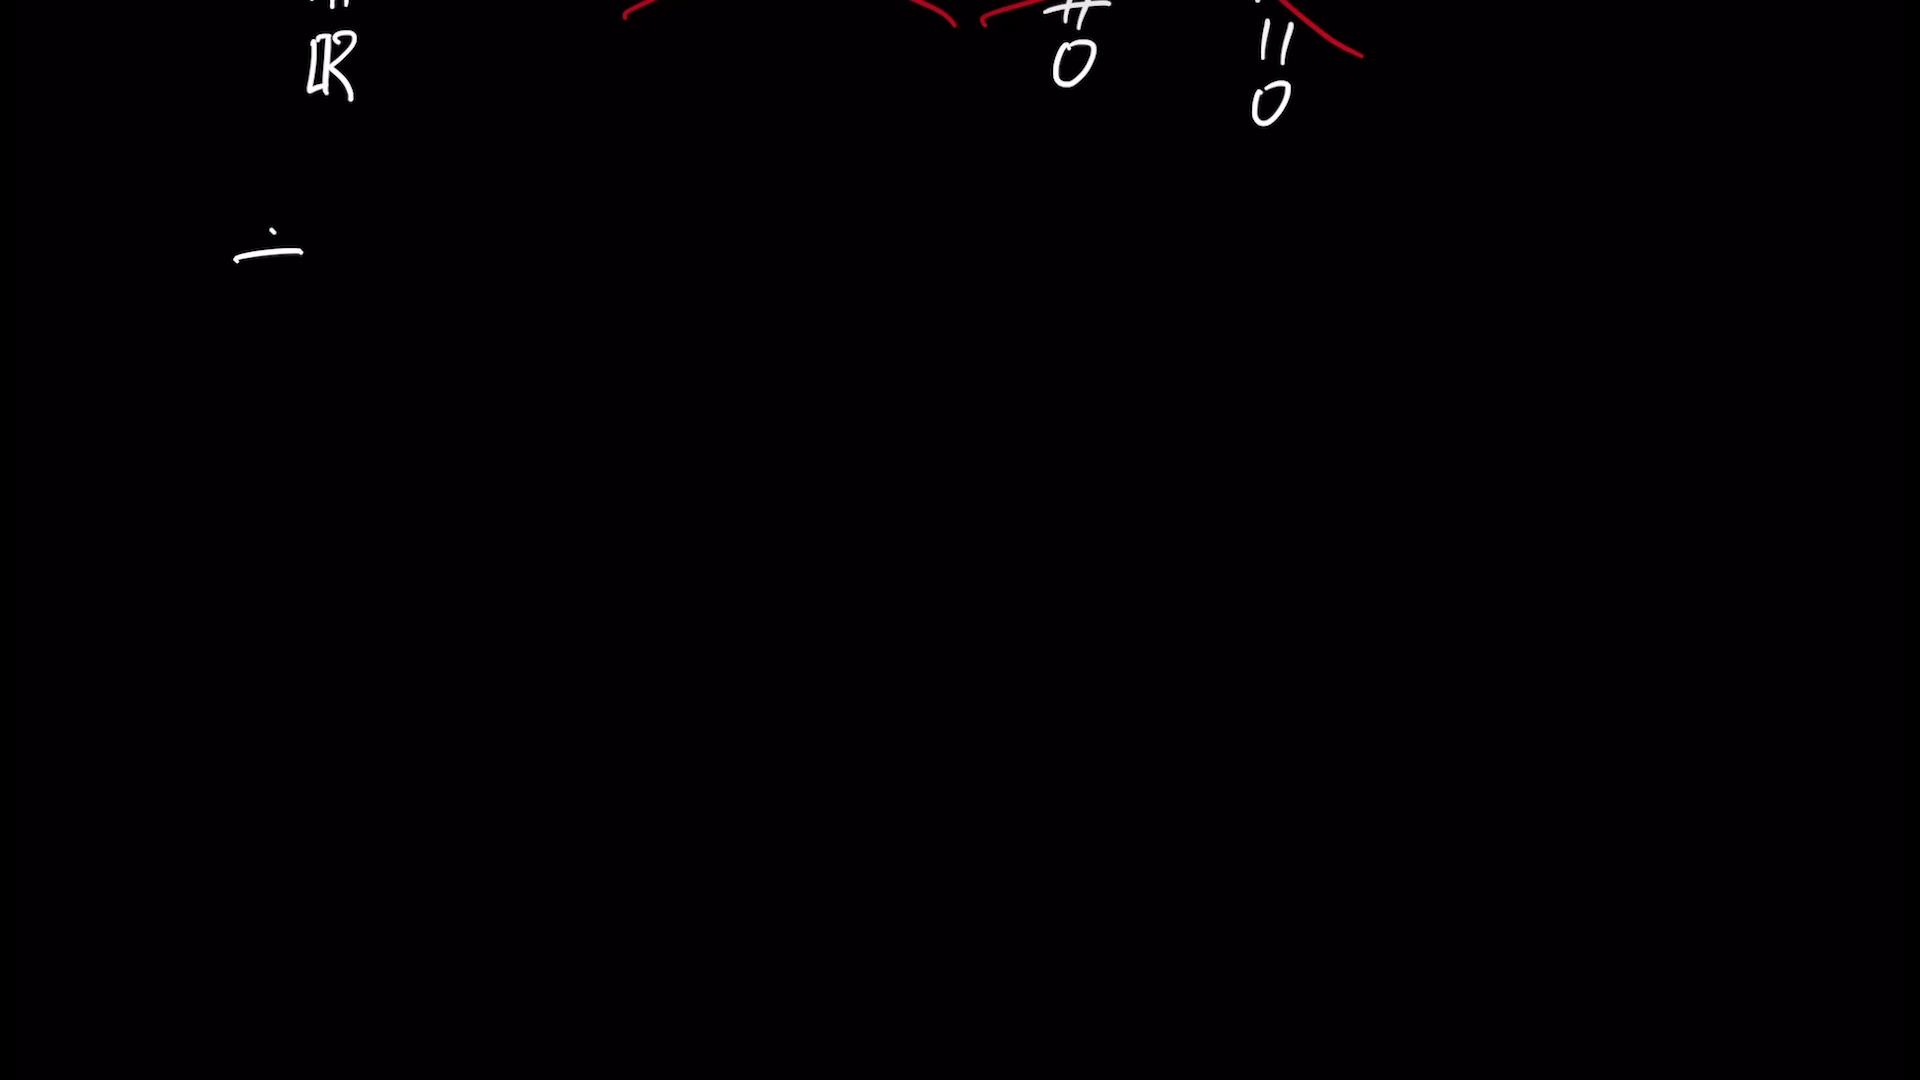 ℝ
≠ 0
= 0